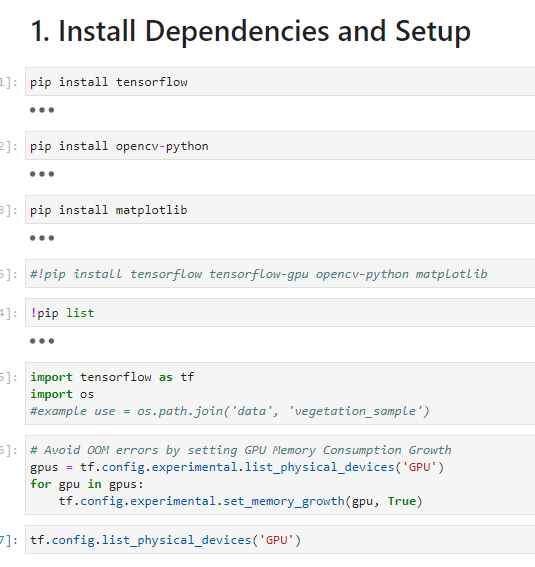 1. Install Dependencies and Setup
1]: pip install tensorflow
2]: pip install opencv-python
3]: pip install matplotlib
5]: #!pip install tensorflow tensorflow-gpu opencv-python matplotlib
4]: !pip list
5]: import tensorflow as tf
import os
#example use = os.path.join('data', 'vegetation_sample')
6]: # Avoid OOM errors by setting GPU Memory Consumption Growth
gpus = tf.config.experimental.list_physical_devices('GPU')
for gpu in gpus:
    tf.config.experimental.set_memory_growth(gpu, True)
7]: tf.config.list_physical_devices('GPU')